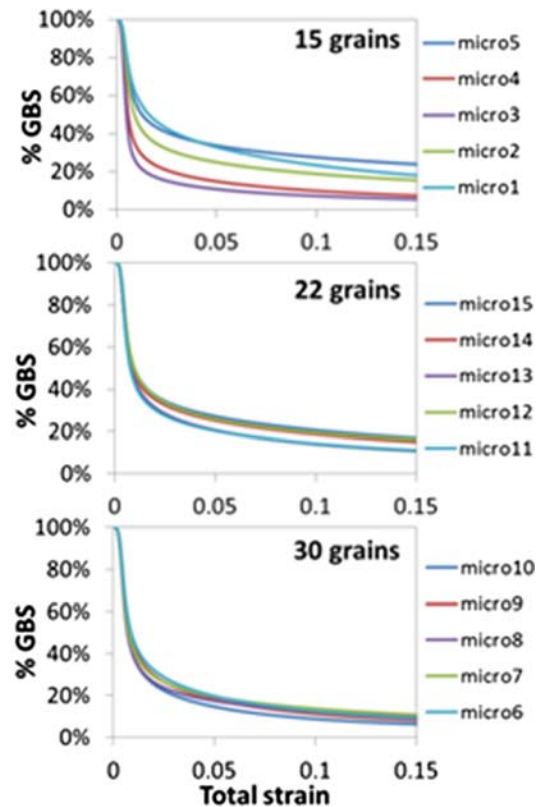 100%
80%
60%
40%
20%
0%
% GBS
15 grains
micro5
micro4
micro3
micro2
micro1
0 0.05 0.1 0.15
100%
80%
60%
40%
20%
0%
% GBS
22 grains
micro15
micro14
micro13
micro12
micro11
0 0.05 0.1 0.15
100%
80%
60%
40%
20%
0%
% GBS
30 grains
micro10
micro9
micro8
micro7
micro6
0 0.05 0.1 0.15
Total strain